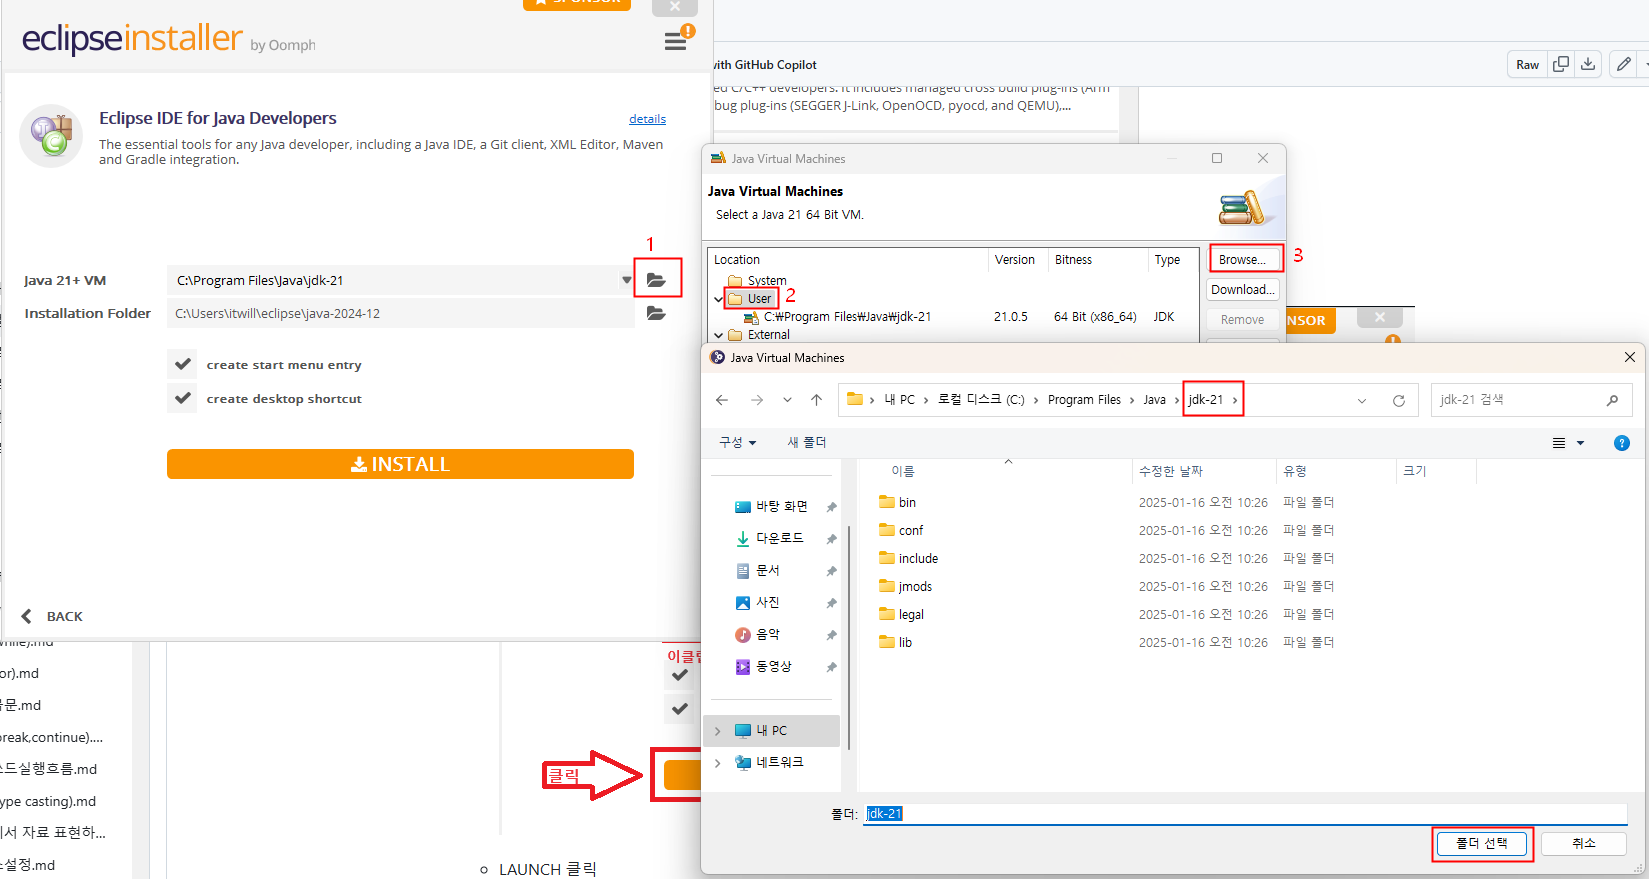 SPONSOR
eclipseinstaller by Oomph
Eclipse IDE for Java Developers
details
The essential tools for any Java developer, including a Java IDE, a Git client, XML Editor, Maven
and Gradle integration.
1
Java 21+ VM
C:\Program Files\Java\jdk-21
Installation Folder
C:\Users\itwill\eclipse\java-2024-12
create start menu entry
create desktop shortcut
INSTALL
BACK
with GitHub Copilot
Raw
ed C/C++ developers. It includes managed cross build plug-ins (Arm
bug plug-ins (SEGGER J-Link, OpenOCD, pyocd, and QEMU),...
Java Virtual Machines
Java Virtual Machines
Select a Java 21 64 Bit VM.
Location Version Bitness Type
System
User
2
C:₩Program Files₩Java₩jdk-21 21.0.5 64 Bit (x86_64) JDK
External
Browse...
3
Download...
Remove
NSOR
Java Virtual Machines
내 PC > 로컬 디스크 (C:) > Program Files > Java > jdk-21 >
jdk-21 검색
구성
새 폴더
이름 수정한 날짜 유형 크기
bin 2025-01-16 오전 10:26 파일 폴더
conf 2025-01-16 오전 10:26 파일 폴더
include 2025-01-16 오전 10:26 파일 폴더
jmods 2025-01-16 오전 10:26 파일 폴더
legal 2025-01-16 오전 10:26 파일 폴더
lib 2025-01-16 오전 10:26 파일 폴더
바탕 화면
다운로드
문서
사진
음악
동영상
내 PC
네트워크
폴더: jdk-21
폴더 선택
취소
while).md
or).md
문.md
oreak,continue)....
드실행흐름.md
ype casting).md
서 자료 표현하...
설정.md
이클
클릭
LAUNCH 클릭